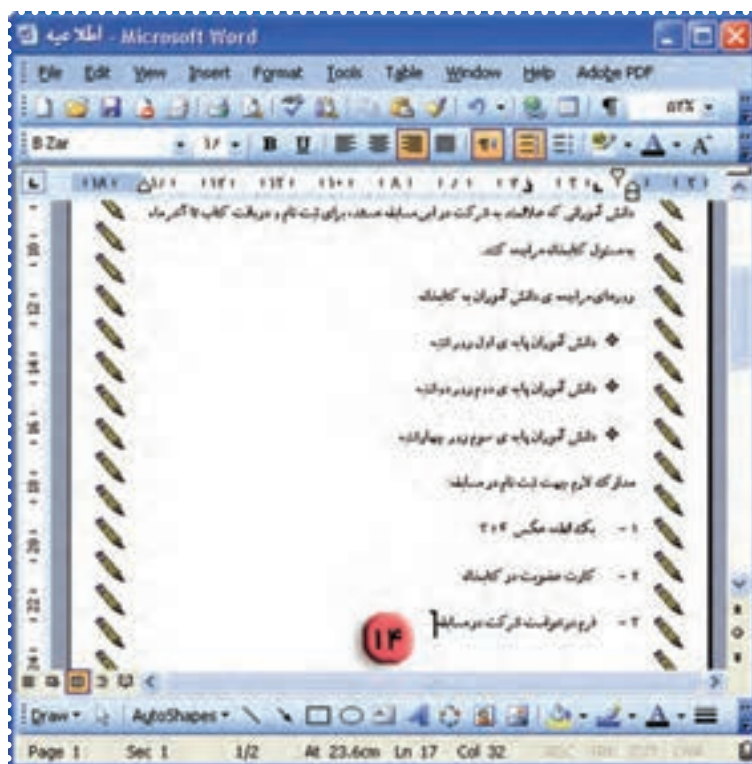 اطلاعیه - Microsoft Word
File Edit View Insert Format Tools Table Window Help Adobe PDF
۵۲٪
B Zar ۱۶ B U
دانش آموزانی که علاقمند به شرکت در این مسابقه هستند، برای ثبت نام و دریافت کتاب تا آخر ماه
به مسئول کتابخانه مراجعه کنند.
روزهای مراجعه ی دانش آموزان به کتابخانه
❖ دانش آموزان پایه ی اول روز شنبه
❖ دانش آموزان پایه ی دوم روز دوشنبه
❖ دانش آموزان پایه ی سوم روز چهارشنبه
مدارک لازم جهت ثبت نام در مسابقه:
۱- یک قطعه عکس ۴×۳
۲- کارت عضویت در کتابخانه
۳- فرم درخواست شرکت در مسابقه
۱۴
Draw AutoShapes
Page 1 Sec 1 1/2 At 23.6cm Ln 17 Col 32